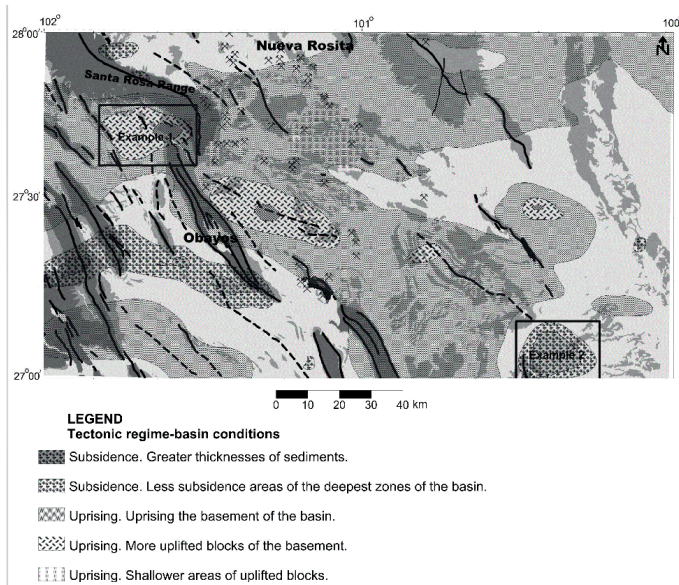 102° 101° 100
28°00'
Nueva Rosita
N
Santa Rosa Range
Example 1
27°30'
Obayos
Example 2
27°00'
0 10 20 30 40 km
LEGEND
Tectonic regime-basin conditions
Subsidence. Greater thicknesses of sediments.
Subsidence. Less subsidence areas of the deepest zones of the basin.
Uprising. Uprising the basement of the basin.
Uprising. More uplifted blocks of the basement.
Uprising. Shallower areas of uplifted blocks.